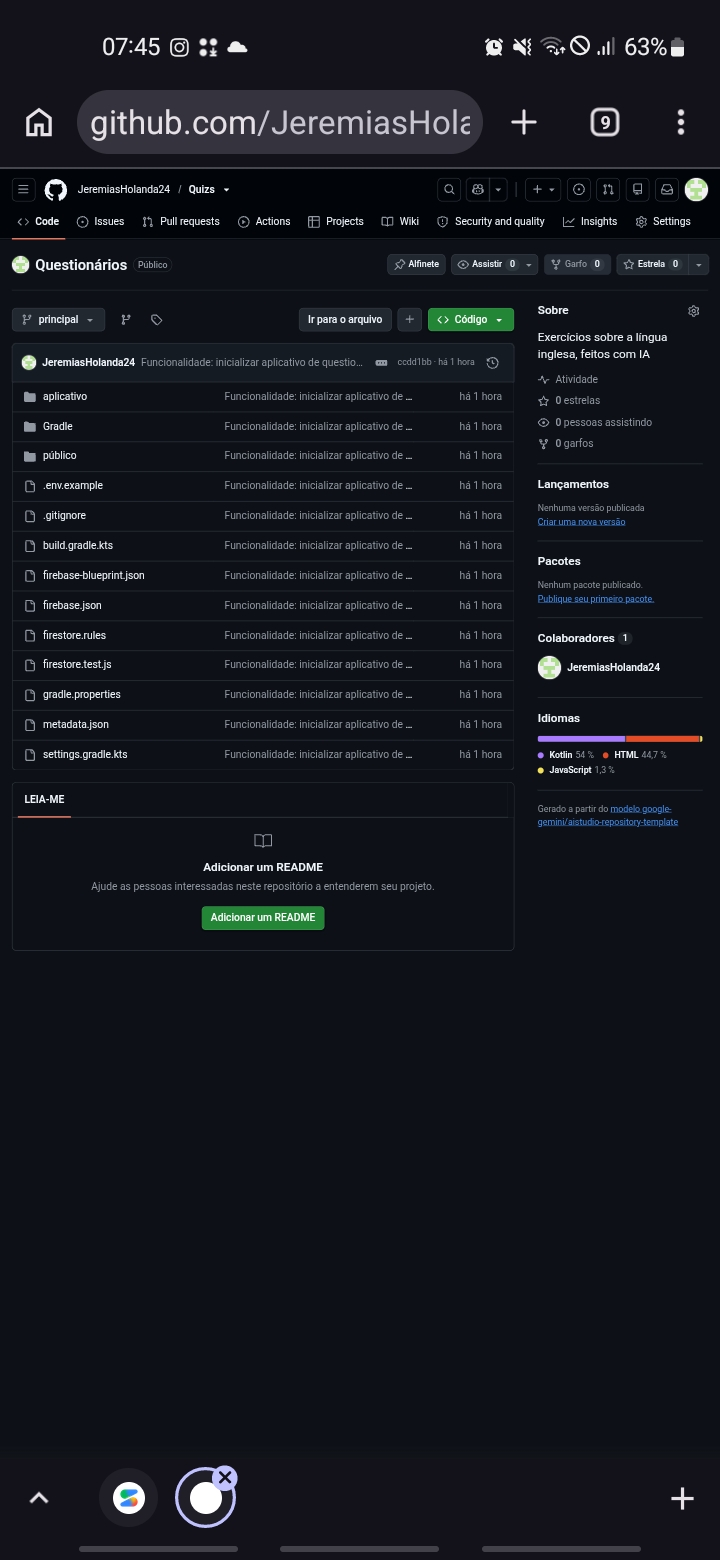 07:45
63%
github.com/JeremiasHola
9
JeremiasHolanda24 / Quizs
Code Issues Pull requests Actions Projects Wiki Security and quality Insights Settings
Questionários Público
Alfinete Assistir 0 Garfo 0 Estrela 0
principal
Ir para o arquivo
Código
JeremiasHolanda24 Funcionalidade: inicializar aplicativo de questio... ccdd1bb · há 1 hora
aplicativo Funcionalidade: inicializar aplicativo de ... há 1 hora
Gradle Funcionalidade: inicializar aplicativo de ... há 1 hora
público Funcionalidade: inicializar aplicativo de ... há 1 hora
.env.example Funcionalidade: inicializar aplicativo de ... há 1 hora
.gitignore Funcionalidade: inicializar aplicativo de ... há 1 hora
build.gradle.kts Funcionalidade: inicializar aplicativo de ... há 1 hora
firebase-blueprint.json Funcionalidade: inicializar aplicativo de ... há 1 hora
firebase.json Funcionalidade: inicializar aplicativo de ... há 1 hora
firestore.rules Funcionalidade: inicializar aplicativo de ... há 1 hora
firestore.test.js Funcionalidade: inicializar aplicativo de ... há 1 hora
gradle.properties Funcionalidade: inicializar aplicativo de ... há 1 hora
metadata.json Funcionalidade: inicializar aplicativo de ... há 1 hora
settings.gradle.kts Funcionalidade: inicializar aplicativo de ... há 1 hora
LEIA-ME
Adicionar um README
Ajude as pessoas interessadas neste repositório a entenderem seu projeto.
Adicionar um README
Sobre
Exercícios sobre a língua
inglesa, feitos com IA
Atividade
0 estrelas
0 pessoas assistindo
0 garfos
Lançamentos
Nenhuma versão publicada
Criar uma nova versão
Pacotes
Nenhum pacote publicado.
Publique seu primeiro pacote.
Colaboradores 1
JeremiasHolanda24
Idiomas
Kotlin 54 % HTML 44,7 %
JavaScript 1,3 %
Gerado a partir do modelo google-
gemini/aistudio-repository-template